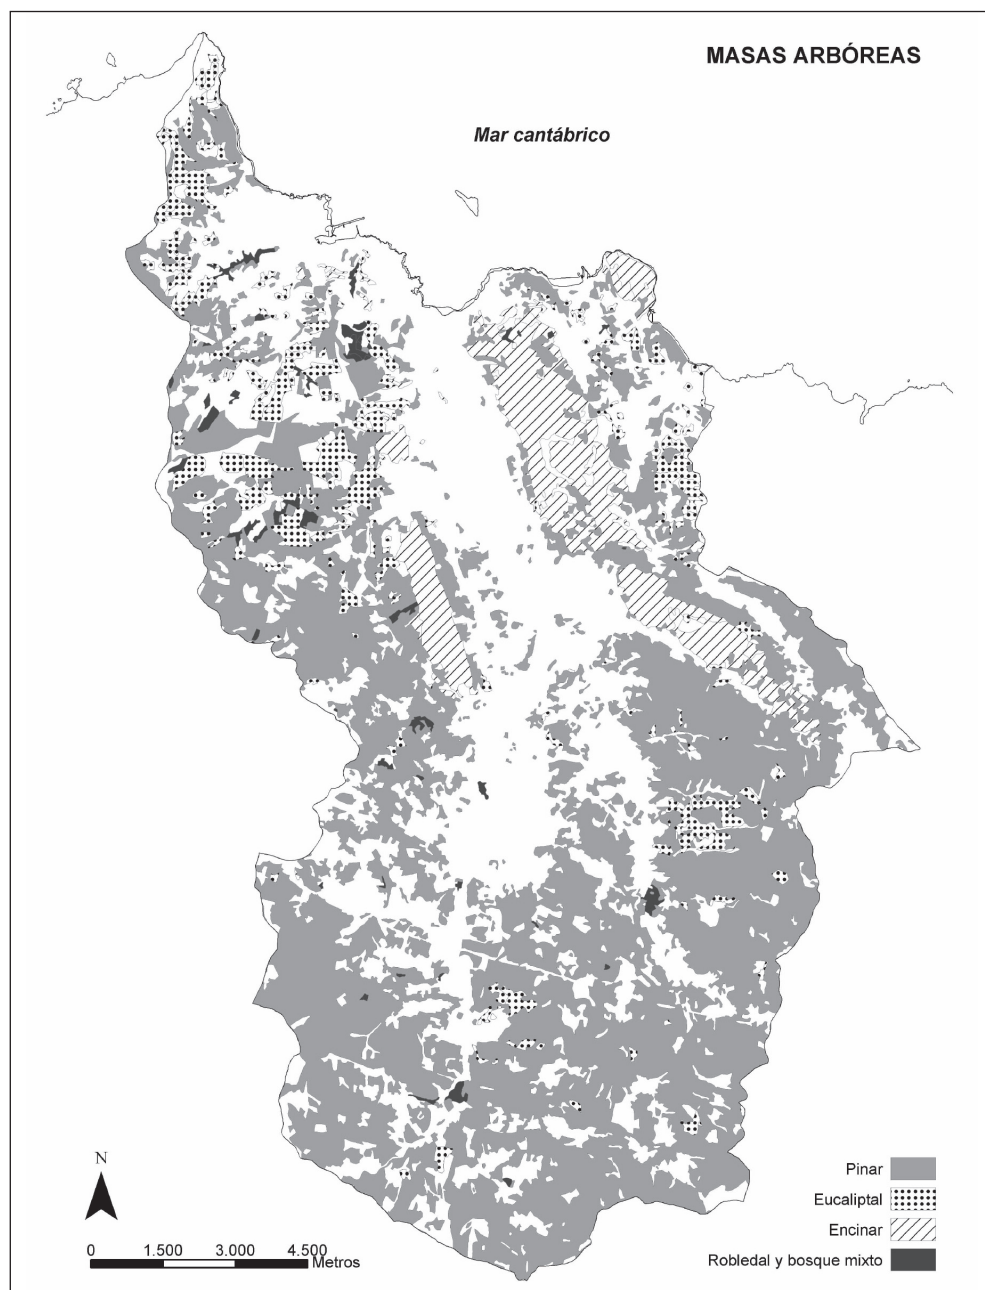 MASAS ARBÓREAS
Mar cantábrico
N
0 1.500 3.000 4.500
Metros
Pinar
Eucaliptal
Encinar
Robledal y bosque mixto